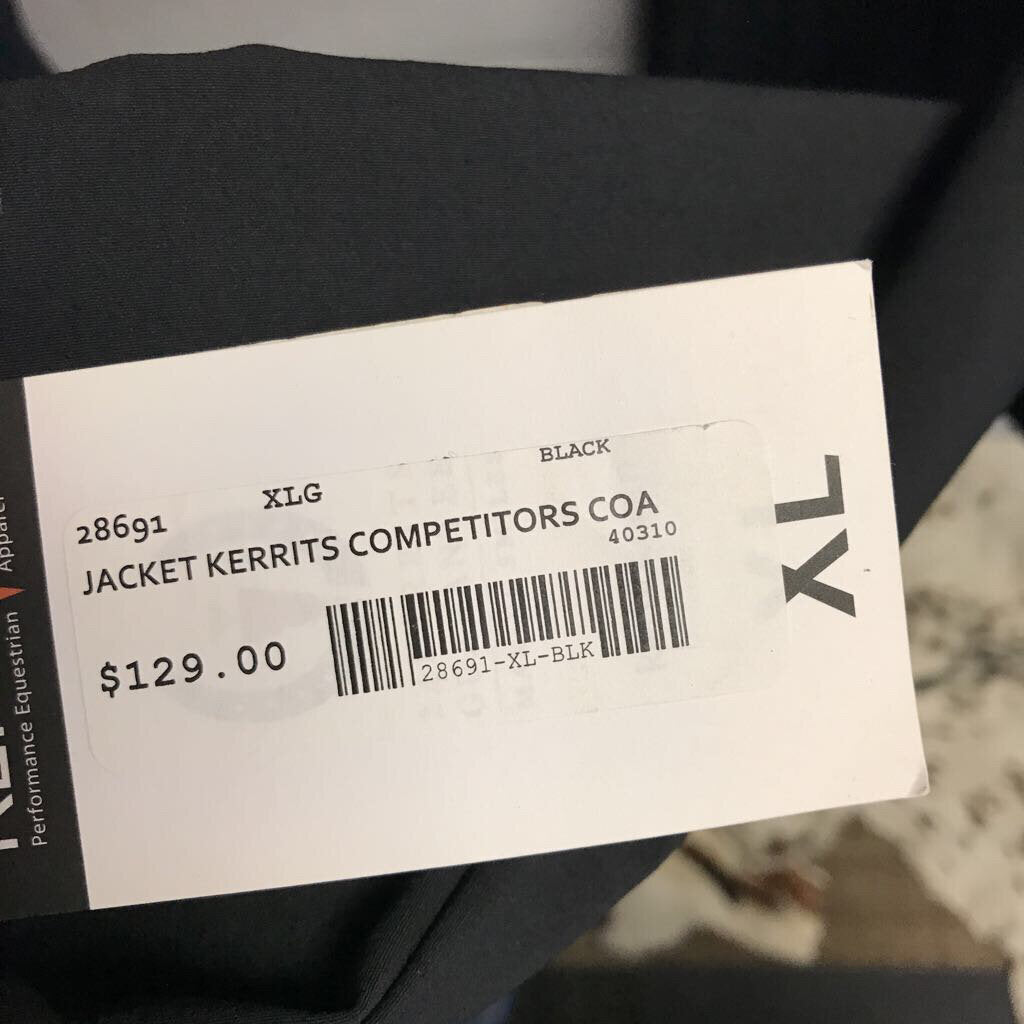 28691 XLG BLACK
JACKET KERRITS COMPETITORS COA
40310
$129.00
28691-XL-BLK
XL
Performance Equestrian Apparel